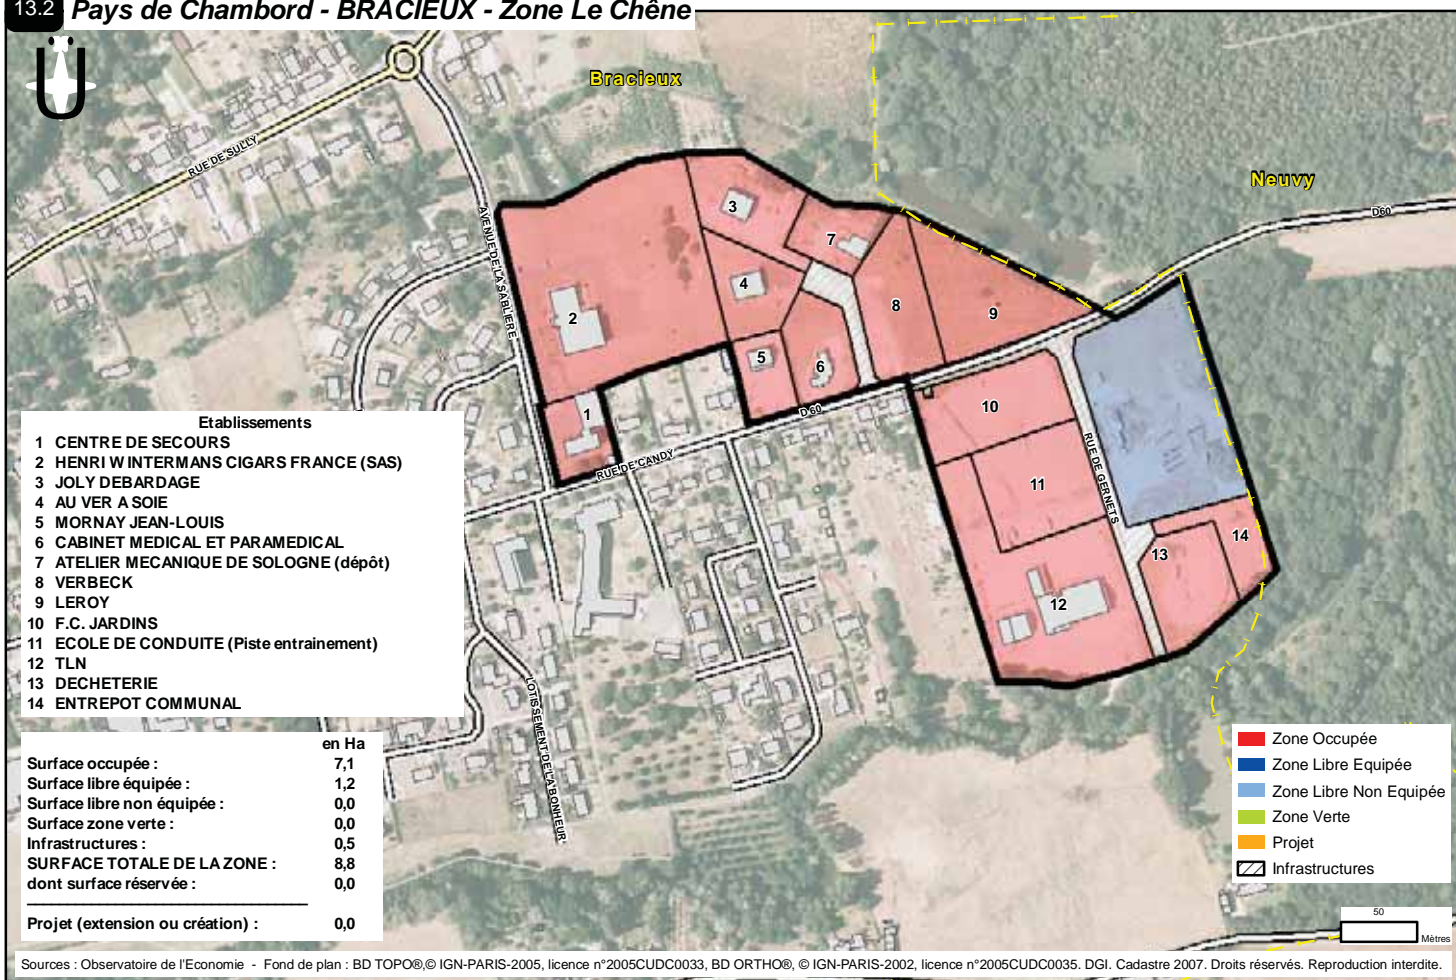 13.2 Pays de Chambord - BRACIEUX - Zone Le Chêne
Bracieux
Neuvy
RUE DE SULLY
AVENUE DE LA SABLIERE
D60
3
7
4
8
2
9
5
6
1
D 60
RUE DE CANDY
10
11
RUE DE GERNETS
14
13
12
LOTISSEMENT DE LA BONHEUR
Etablissements
1 CENTRE DE SECOURS
2 HENRI WINTERMANS CIGARS FRANCE (SAS)
3 JOLY DEBARDAGE
4 AU VER A SOIE
5 MORNAY JEAN-LOUIS
6 CABINET MEDICAL ET PARAMEDICAL
7 ATELIER MECANIQUE DE SOLOGNE (dépôt)
8 VERBECK
9 LEROY
10 F.C. JARDINS
11 ECOLE DE CONDUITE (Piste entrainement)
12 TLN
13 DECHETERIE
14 ENTREPOT COMMUNAL
en Ha
Surface occupée : 7,1
Surface libre équipée : 1,2
Surface libre non équipée : 0,0
Surface zone verte : 0,0
Infrastructures : 0,5
SURFACE TOTALE DE LA ZONE : 8,8
dont surface réservée : 0,0
Projet (extension ou création) : 0,0
Zone Occupée
Zone Libre Equipée
Zone Libre Non Equipée
Zone Verte
Projet
Infrastructures
50
Mètres
Sources : Observatoire de l'Economie - Fond de plan : BD TOPO®,© IGN-PARIS-2005, licence n°2005CUDC0033, BD ORTHO®, © IGN-PARIS-2002, licence n°2005CUDC0035. DGI. Cadastre 2007. Droits réservés. Reproduction interdite.